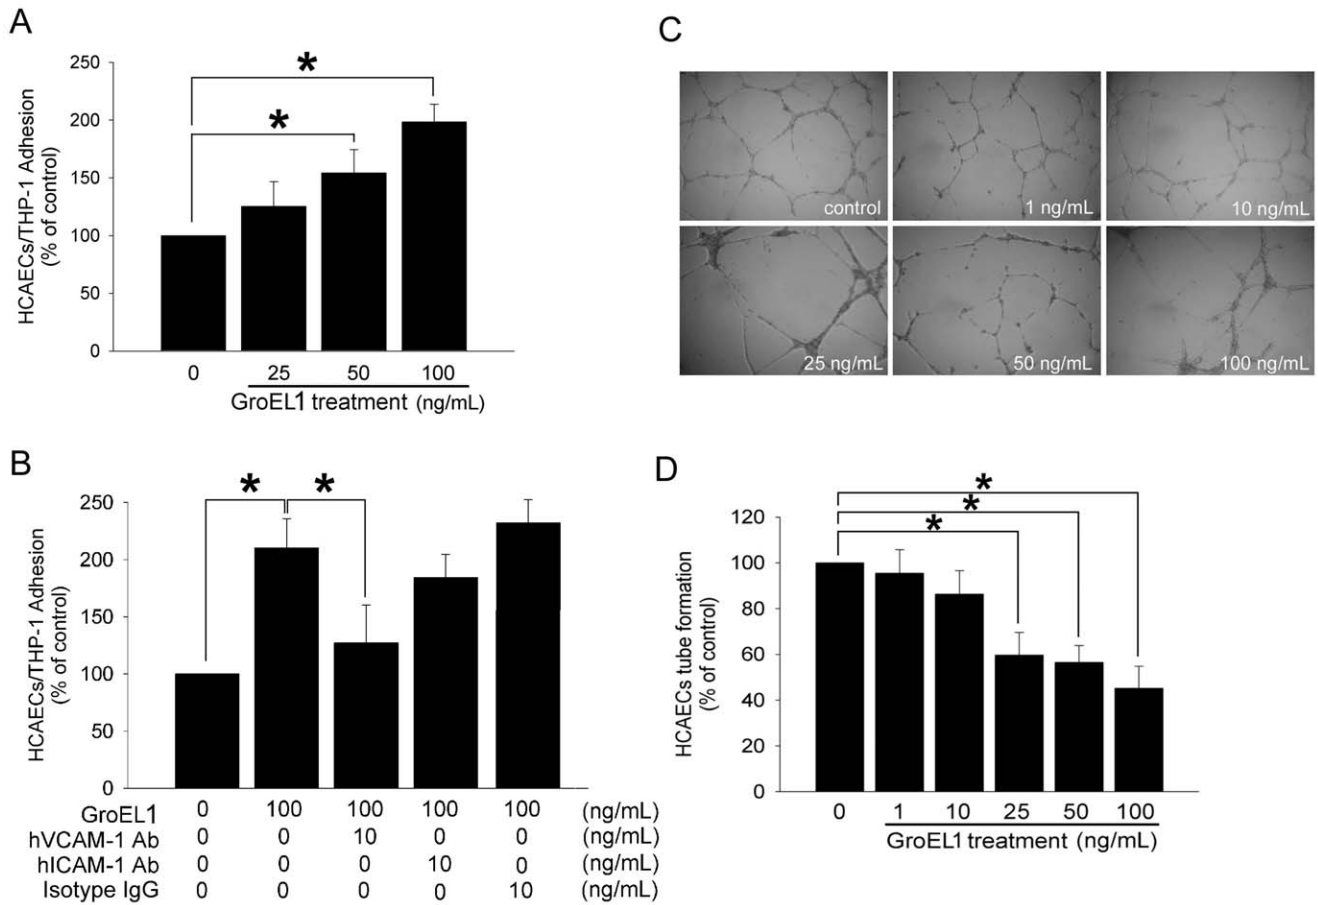 A
250
200
150
100
50
0
HCAECs/THP-1 Adhesion
(% of control)
*
*
0 25 50 100
GroEL1 treatment (ng/mL)
B
250
200
150
100
50
0
HCAECs/THP-1 Adhesion
(% of control)
* *
GroEL1 0 100 100 100 100 (ng/mL)
hVCAM-1 Ab 0 0 10 0 0 (ng/mL)
hICAM-1 Ab 0 0 0 10 0 (ng/mL)
Isotype IgG 0 0 0 0 10 (ng/mL)
C
control 1 ng/mL 10 ng/mL
25 ng/mL 50 ng/mL 100 ng/mL
D
120
100
80
60
40
20
0
HCAECs tube formation
(% of control)
*
*
*
0 1 10 25 50 100
GroEL1 treatment (ng/mL)